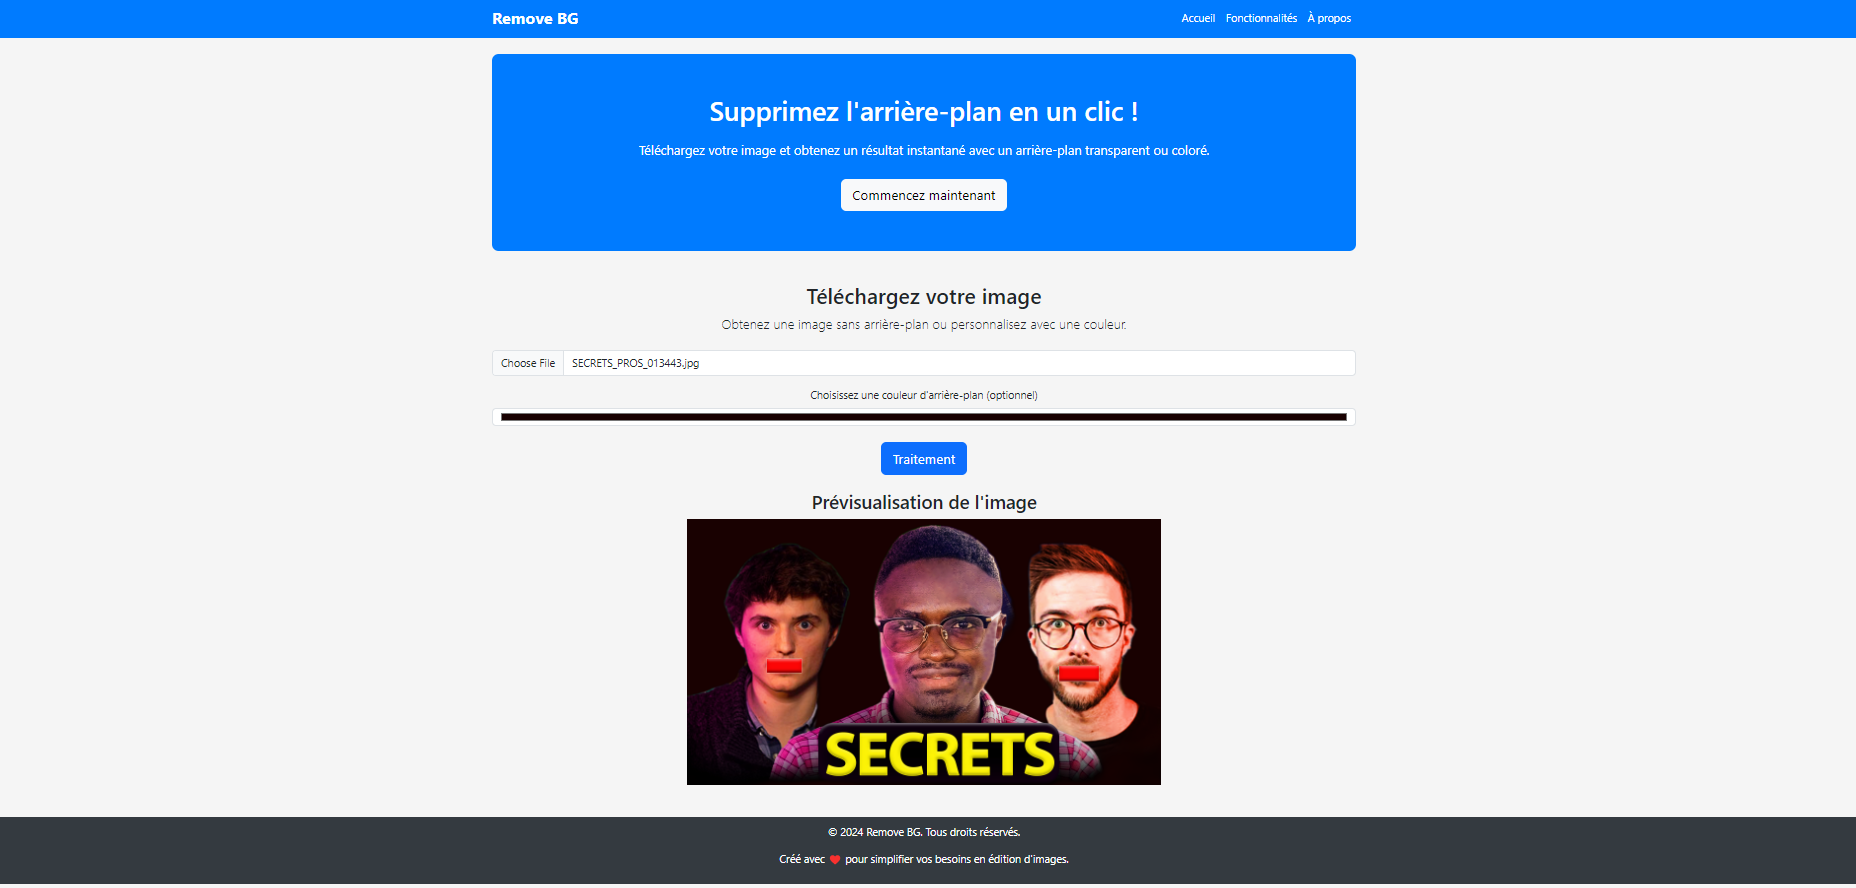 Remove BG
Accueil Fonctionnalités À propos
Supprimez l'arrière-plan en un clic !
Téléchargez votre image et obtenez un résultat instantané avec un arrière-plan transparent ou coloré.
Commencez maintenant
Téléchargez votre image
Obtenez une image sans arrière-plan ou personnalisez avec une couleur.
Choose File SECRETS_PROS_013443.jpg
Choisissez une couleur d'arrière-plan (optionnel)
Traitement
Prévisualisation de l'image
SECRETS
© 2024 Remove BG. Tous droits réservés.
Créé avec ❤️ pour simplifier vos besoins en édition d'images.